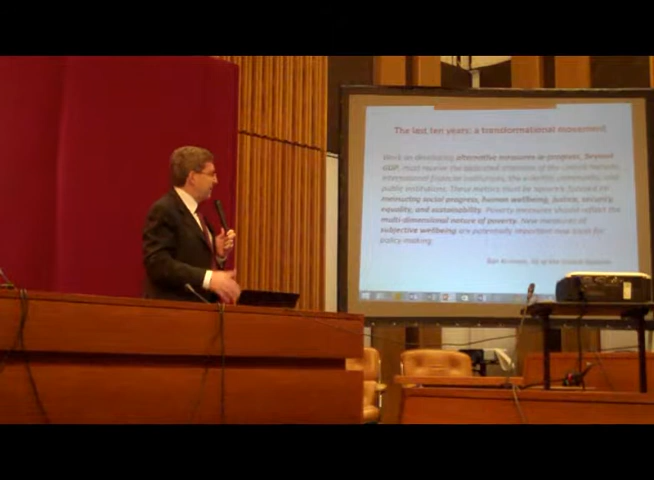 The last ten years: a transformational movement
Work on developing alternative measures to progress, beyond
GDP, must receive the dedicated attention of the United Nations,
international financial institutions, the scientific community, and
public institutions. These metrics must be squarely focused on
measuring social progress, human wellbeing, justice, security,
equality, and sustainability. Poverty measures should reflect the
multi-dimensional nature of poverty. New measures of
subjective wellbeing are potentially important new tools for
policy-making.
Ban Ki-moon, of the United Nations